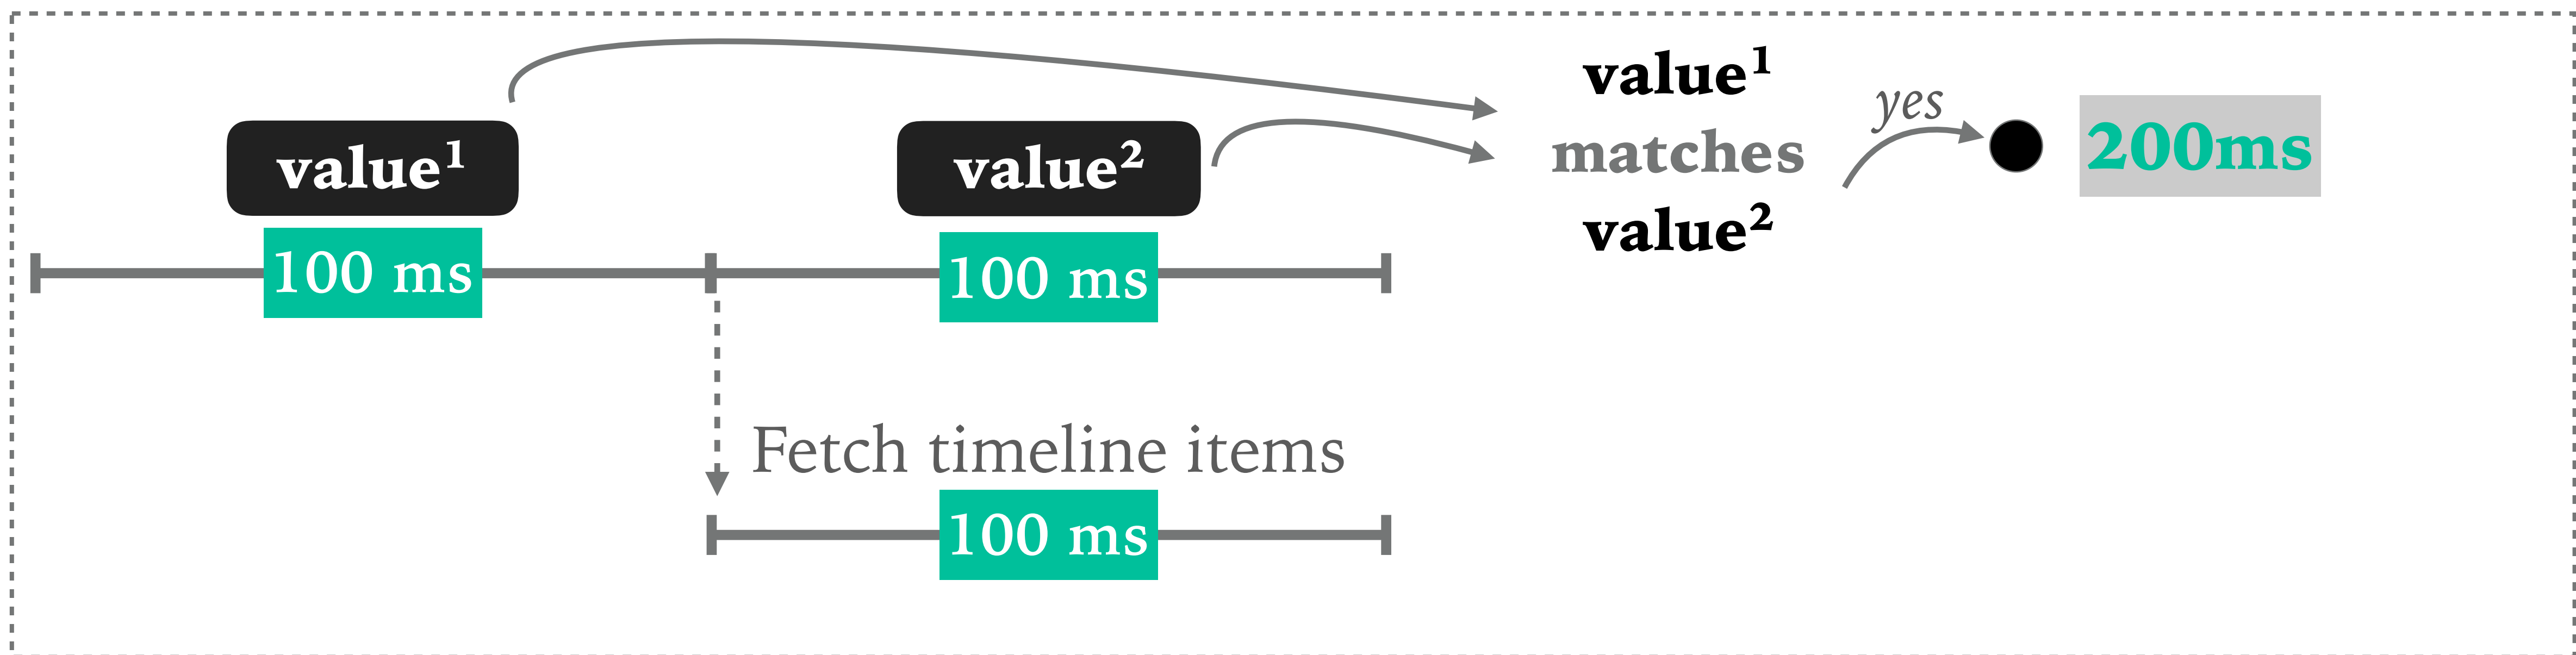 value¹
100 ms
value²
100 ms
value¹
matches
value²
yes
200ms
Fetch timeline items
100 ms